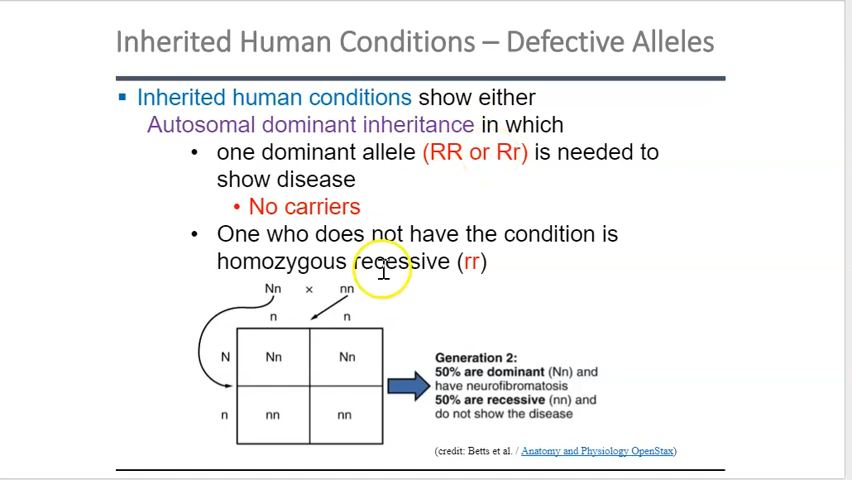 Inherited Human Conditions – Defective Alleles
▪ Inherited human conditions show either
Autosomal dominant inheritance in which
• one dominant allele (RR or Rr) is needed to
show disease
• No carriers
• One who does not have the condition is
homozygous recessive (rr)
Nn × nn
n n
N Nn Nn
n nn nn
Generation 2:
50% are dominant (Nn) and
have neurofibromatosis
50% are recessive (nn) and
do not show the disease
(credit: Betts et al. / Anatomy and Physiology OpenStax)